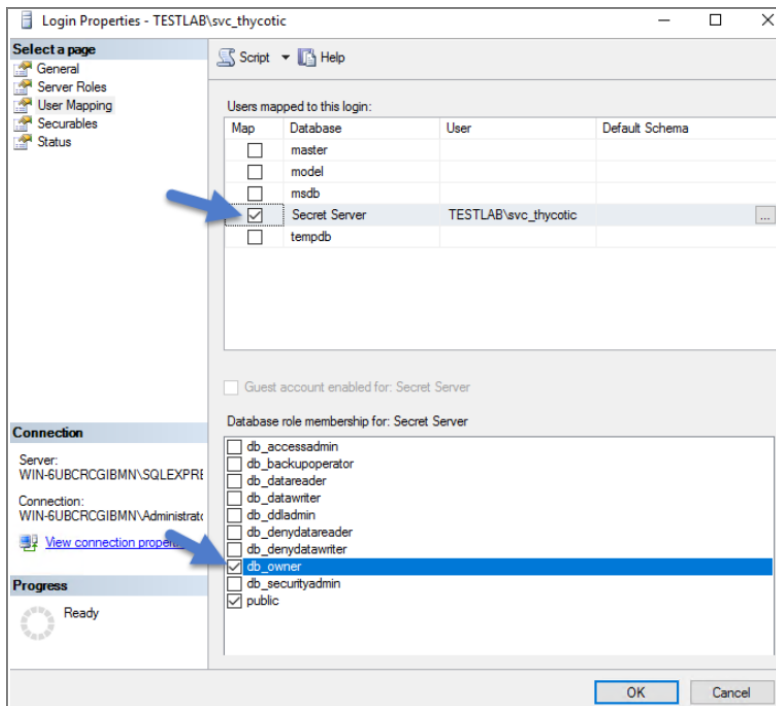 Login Properties - TESTLAB\svc_thycotic
Select a page
General
Server Roles
User Mapping
Securables
Status
Script Help
Users mapped to this login:
Map Database User Default Schema
master
model
msdb
Secret Server TESTLAB\svc_thycotic ...
tempdb
Guest account enabled for: Secret Server
Database role membership for: Secret Server
db_accessadmin
db_backupoperator
db_datareader
db_datawriter
db_ddladmin
db_denydatareader
db_denydatawriter
db_owner
db_securityadmin
public
Connection
Server:
WIN-6UBCRCGIBMN\SQLEXPRE
Connection:
WIN-6UBCRCGIBMN\Administrato
View connection
Progress
Ready
OK Cancel